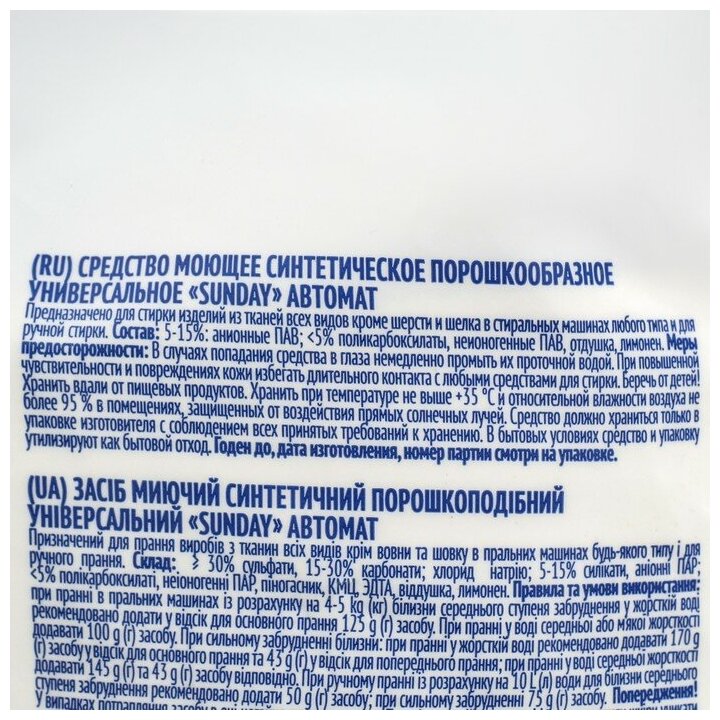 (RU) СРЕДСТВО МОЮЩЕЕ СИНТЕТИЧЕСКОЕ ПОРОШКООБРАЗНОЕ
УНИВЕРСАЛЬНОЕ «SUNDAY» АВТОМАТ
Предназначено для стирки изделий из тканей всех видов кроме шерсти и шелка в стиральных машинах любого типа и для
ручной стирки. Состав: 5-15%: анионные ПАВ; <5% поликарбоксилаты, неионогенные ПАВ, отдушка, лимонен. Меры
предосторожности: В случаях попадания средства в глаза немедленно промыть их проточной водой. При повышенной
чувствительности и повреждениях кожи избегать длительного контакта с любыми средствами для стирки. Беречь от детей!
Хранить вдали от пищевых продуктов. Хранить при температуре не выше +35 °С и относительной влажности воздуха не
более 95 % в помещениях, защищенных от воздействия прямых солнечных лучей. Средство должно храниться только в
упаковке изготовителя с соблюдением всех принятых требований к хранению. В бытовых условиях средство и упаковку
утилизируют как бытовой отход. Годен до, дата изготовления, номер партии смотри на упаковке.
(UA) ЗАСІБ МИЮЧИЙ СИНТЕТИЧНИЙ ПОРОШКОПОДІБНИЙ
УНІВЕРСАЛЬНИЙ «SUNDAY» АВТОМАТ
Призначений для прання виробів з тканин всіх видів крім вовни та шовку в пральних машинах будь-якого типу і для
ручного прання. Склад: > 30% сульфати, 15-30% карбонати; хлорид натрію; 5-15% силікати, аніонні ПАР;
<5% полікарбоксилаті, неіоногенні ПАР, піногасник, КМЦ, ЭДТА, віддушка, лимонен. Правила та умови використання:
при пранні в пральних машинах із розрахунку на 4-5 kg (кг) білизни середнього ступеня забруднення у жорсткій воді
рекомендовано додати у відсік для основного прання 125 g (г) засобу. При пранні у воді середньої або м'якої жорсткості
додавати 100 g (г) засобу. При сильному забрудненні білизни: при пранні у жорсткій воді рекомендовано додавати 170 g
(г) засобу у відсік для основного прання та 43 g (г) у відсік для попереднього прання; при пранні у воді середньої жорсткості
додавати 145 g (г) та 43 g (г) засобу відповідно. При ручному пранні із розрахунку на 10 L (л) води для білизни середнього
ступеня забруднення рекомендовано додати 50 g (г) засобу; при сильному забрудненні 75 g (г) засобу. Попередження!
У випадках потрапляння засобу в очі